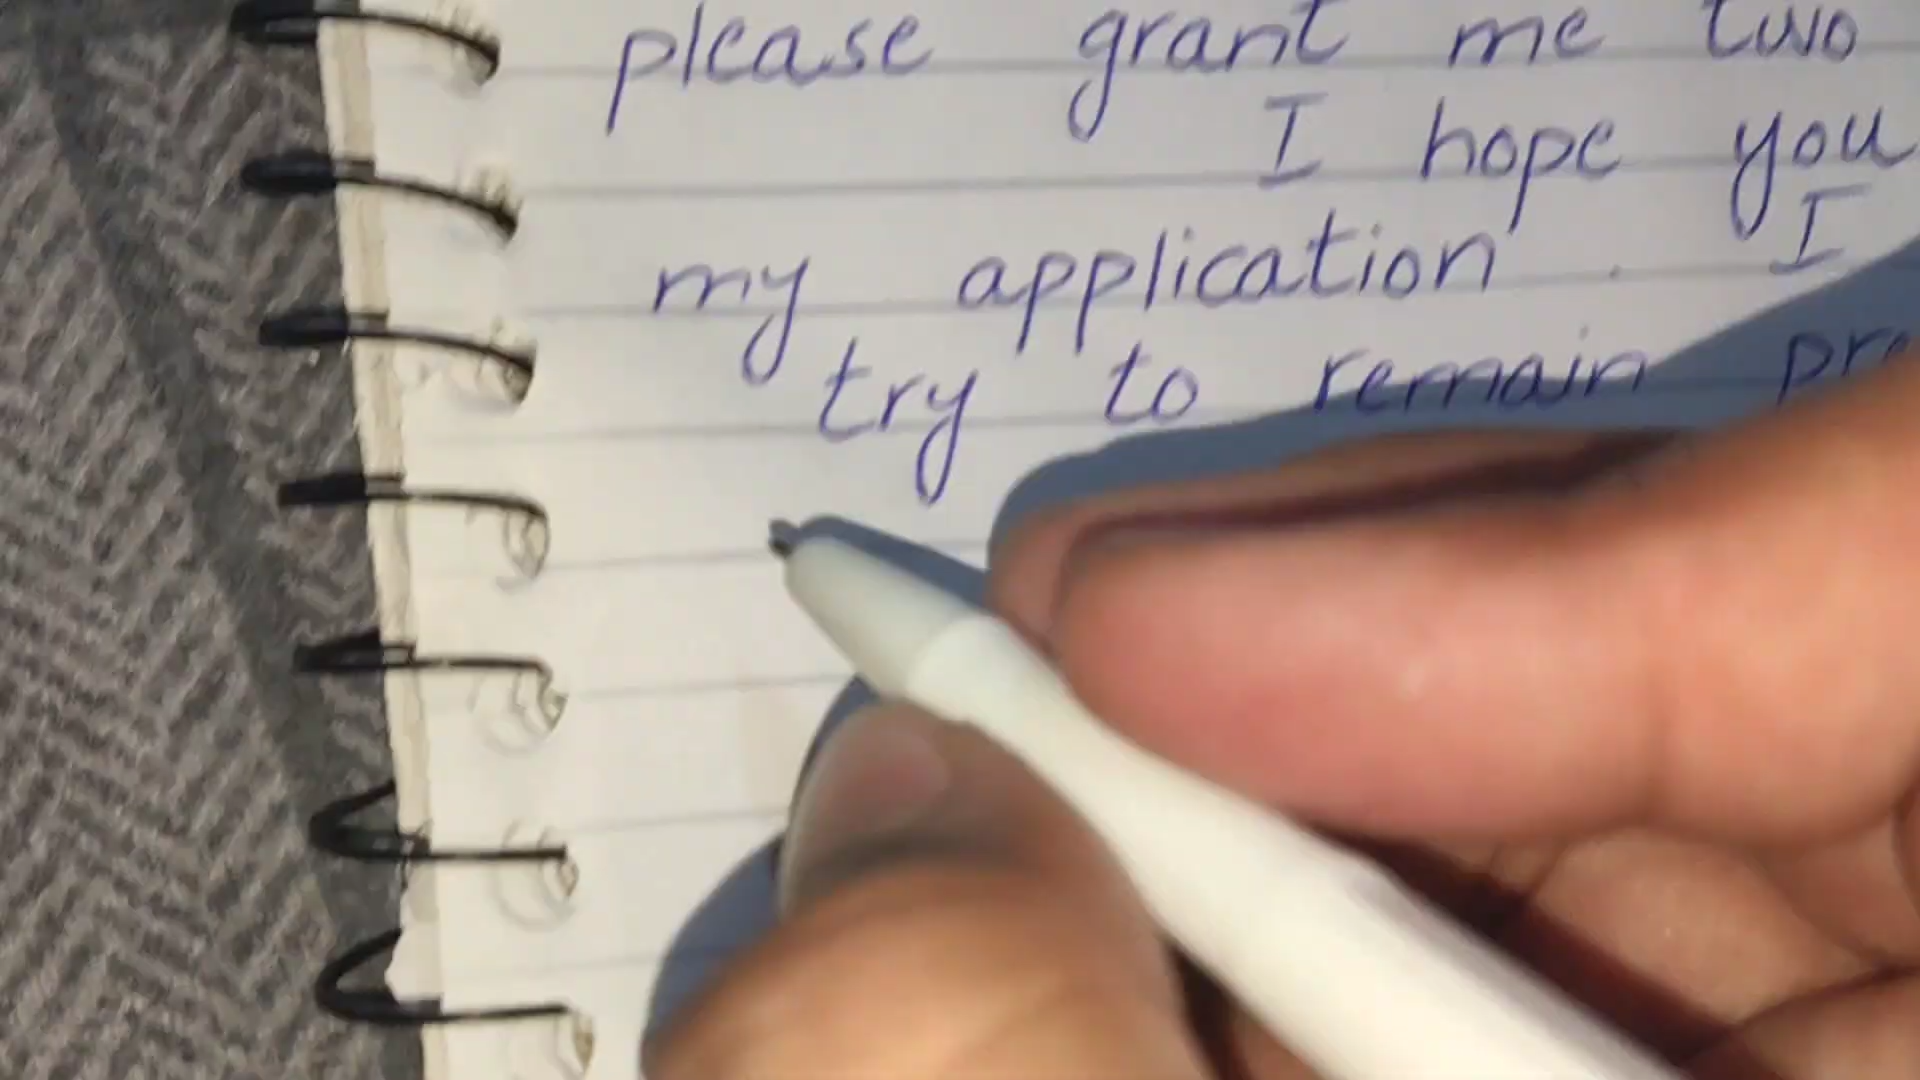 please grant me two
I hope you
my application. I
try to remain